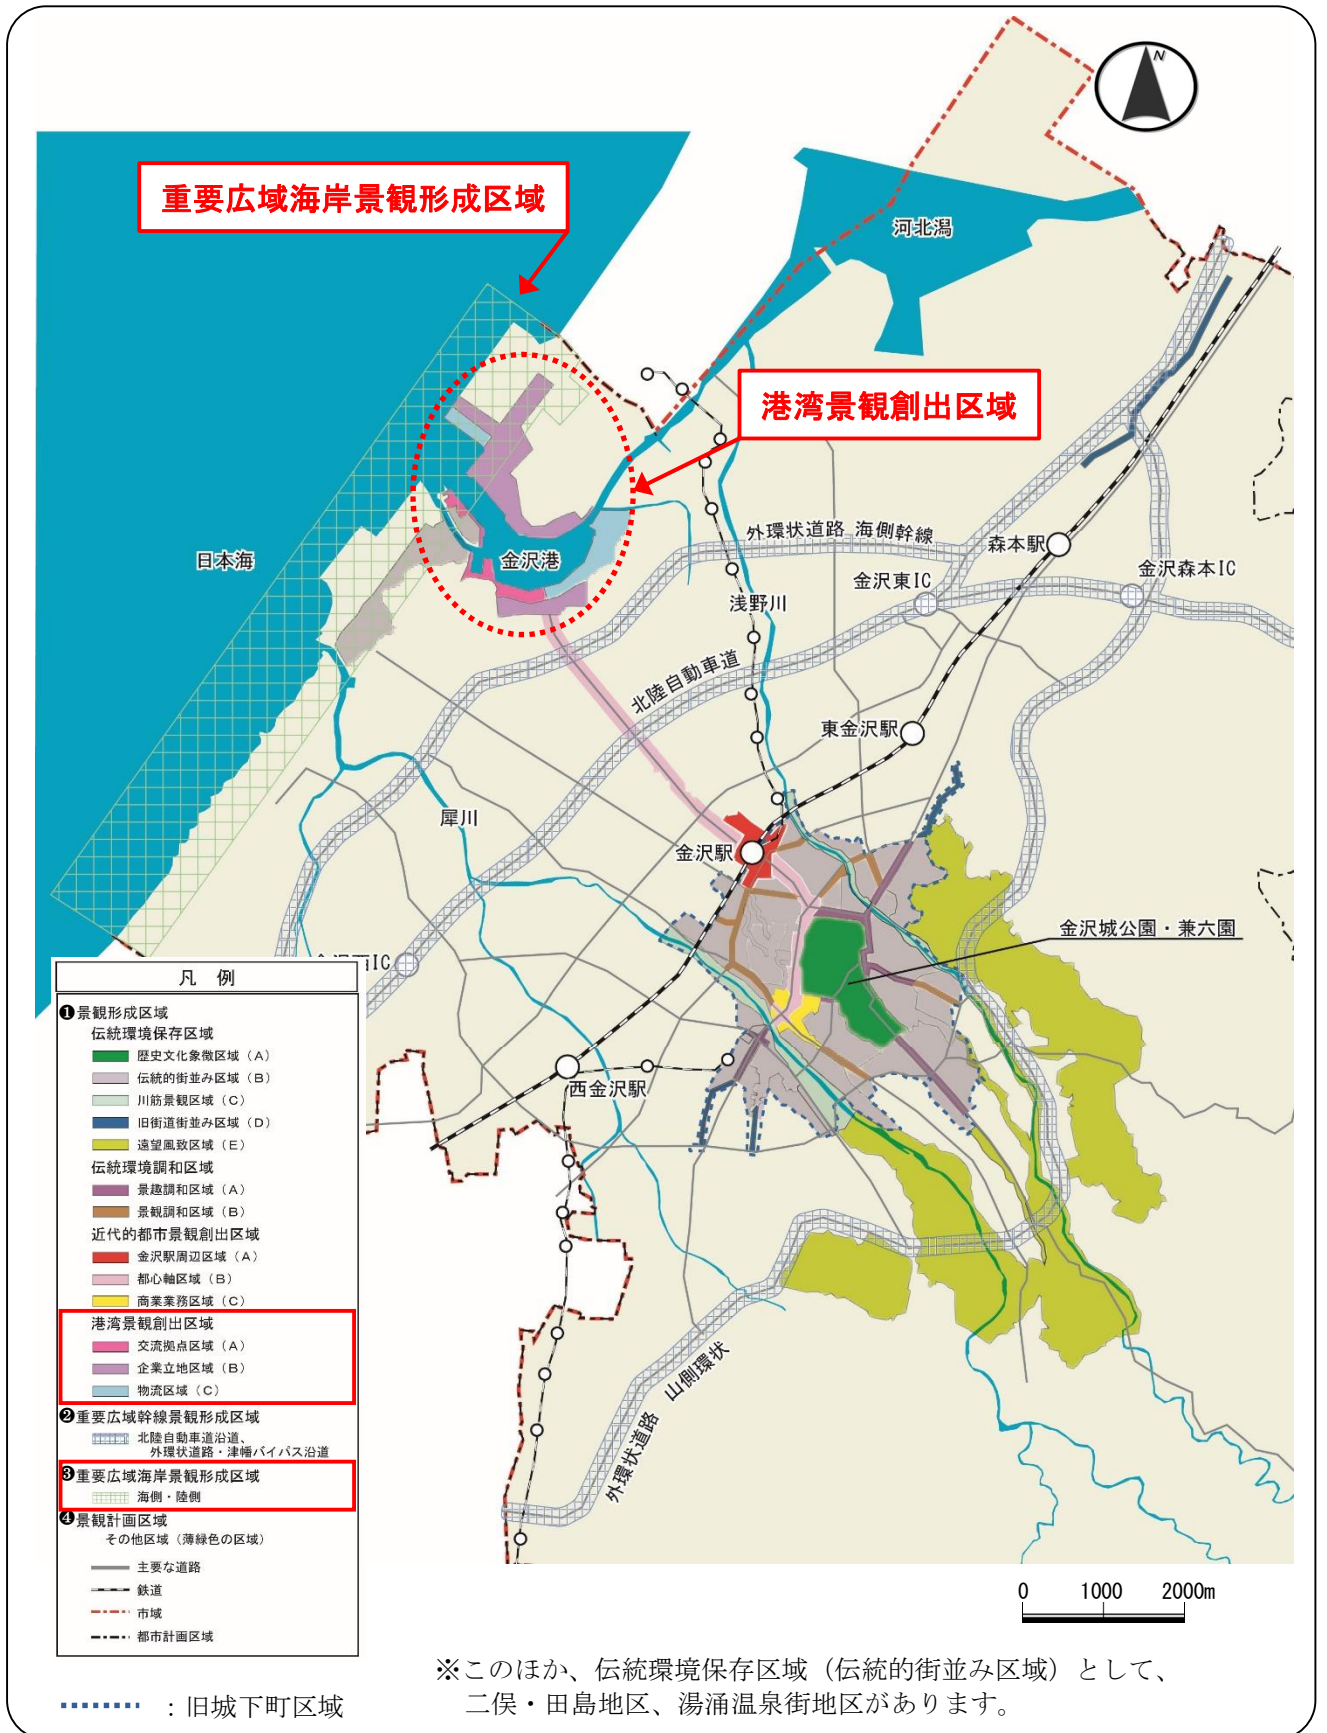 N
重要広域海岸景観形成区域
河北潟
港湾景観創出区域
外環状道路 海側幹線
森本駅
金沢森本IC
金沢東IC
日本海
金沢港
浅野川
北陸自動車道
東金沢駅
犀川
金沢駅
金沢城公園・兼六園
西金沢駅
外環状道路 山側環状
凡 例
❶景観形成区域
伝統環境保存区域
歴史文化象徴区域（A）
伝統的街並み区域（B）
川筋景観区域（C）
旧街道街並み区域（D）
遠望風致区域（E）
伝統環境調和区域
景趣調和区域（A）
景観調和区域（B）
近代的都市景観創出区域
金沢駅周辺区域（A）
都心軸区域（B）
商業業務区域（C）
港湾景観創出区域
交流拠点区域（A）
企業立地区域（B）
物流区域（C）
❷重要広域幹線景観形成区域
北陸自動車道沿道、
外環状道路・津幡バイパス沿道
❸重要広域海岸景観形成区域
海側・陸側
❹景観計画区域
その他区域（薄緑色の区域）
主要な道路
鉄道
市域
都市計画区域
0 1000 2000m
：旧城下町区域
※このほか、伝統環境保存区域（伝統的街並み区域）として、
二俣・田島地区、湯涌温泉街地区があります。